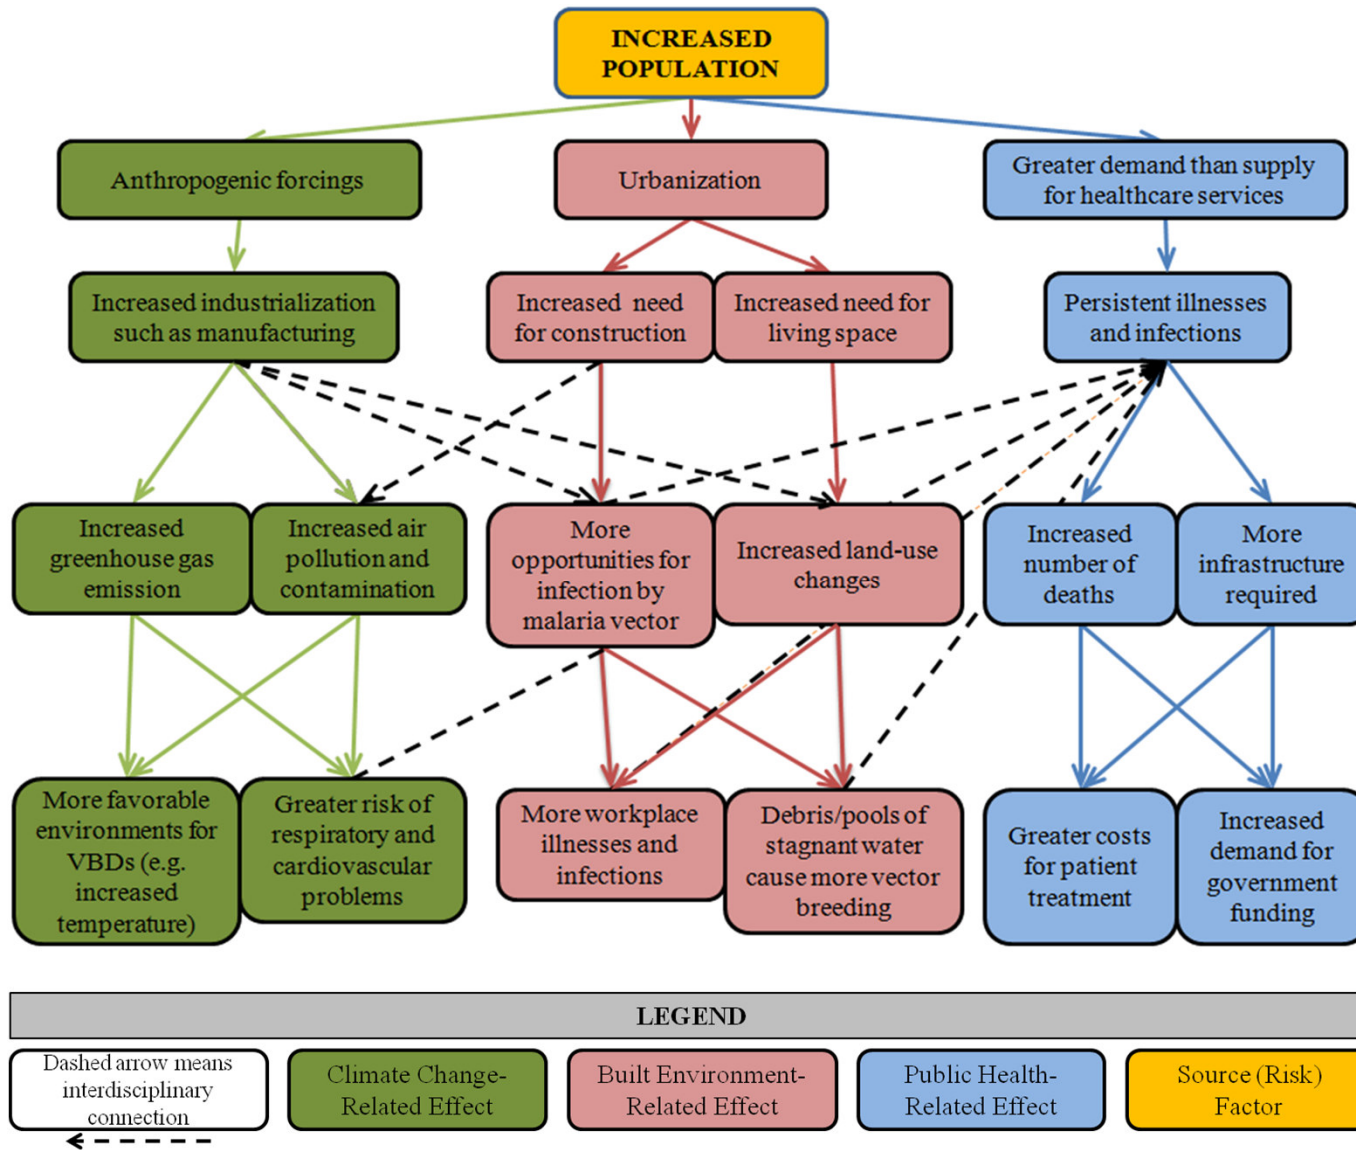 INCREASED
POPULATION
Anthropogenic forcings
Urbanization
Greater demand than supply
for healthcare services
Increased industrialization
such as manufacturing
Increased need
for construction
Increased need for
living space
Persistent illnesses
and infections
Increased
greenhouse gas
emission
Increased air
pollution and
contamination
More
opportunities for
infection by
malaria vector
Increased land-use
changes
Increased
number of
deaths
More
infrastructure
required
More favorable
environments for
VBDs (e.g.
increased
temperature)
Greater risk of
respiratory and
cardiovascular
problems
More workplace
illnesses and
infections
Debris/pools of
stagnant water
cause more vector
breeding
Greater costs
for patient
treatment
Increased
demand for
government
funding
LEGEND
Dashed arrow means
interdisciplinary
connection
Climate Change-
Related Effect
Built Environment-
Related Effect
Public Health-
Related Effect
Source (Risk)
Factor